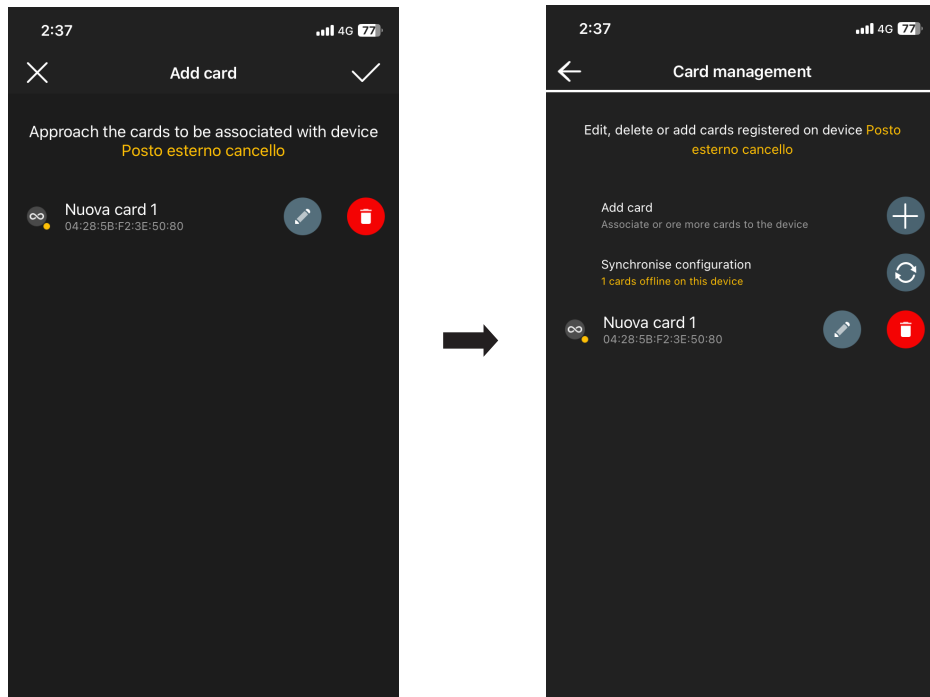 2:37
4G 77
Add card
Approach the cards to be associated with device
Posto esterno cancello
Nuova card 1
04:28:5B:F2:3E:50:80
2:37
4G 77
Card management
Edit, delete or add cards registered on device Posto
esterno cancello
Add card
Associate or ore more cards to the device
Synchronise configuration
1 cards offline on this device
Nuova card 1
04:28:5B:F2:3E:50:80